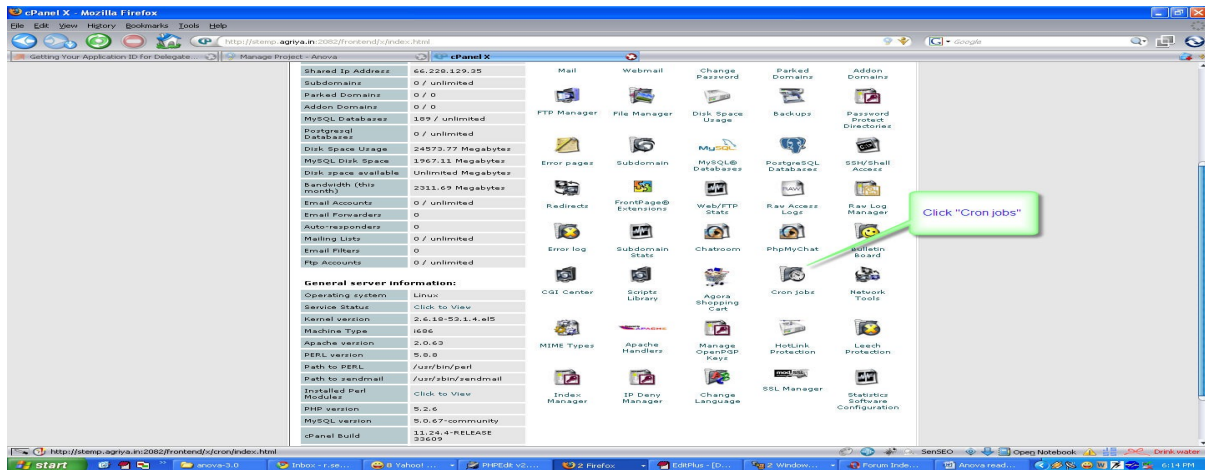 cPanel X - Mozilla Firefox
File Edit View History Bookmarks Tools Help
http://stemp.agriya.in:2082/frontend/x/index.html
Google
Getting Your Application ID for Delegate...
Manage Project - Anova
cPanel X
Shared Ip Address 66.228.129.35
Subdomains 0 / unlimited
Parked Domains 0 / 0
Addon Domains 0 / 0
MySQL Databases 189 / unlimited
Postgresql Databases 0 / unlimited
Disk Space Usage 24573.77 Megabytes
MySQL Disk Space 1967.11 Megabytes
Disk space available Unlimited Megabytes
Bandwidth (this month) 2311.69 Megabytes
Email Accounts 0 / unlimited
Email Forwarders 0
Auto-responders 0
Mailing Lists 0 / unlimited
Email Filters 0
Ftp Accounts 0 / unlimited
General server information:
Operating system Linux
Service Status Click to View
Kernel version 2.6.18-53.1.4.el5
Machine Type i686
Apache version 2.0.63
PERL version 5.8.8
Path to PERL /usr/bin/perl
Path to sendmail /usr/sbin/sendmail
Installed Perl Modules Click to View
PHP version 5.2.6
MySQL version 5.0.67-community
cPanel Build 11.24.4-RELEASE 33609
Mail
Webmail
Change Password
Parked Domains
Addon Domains
FTP Manager
File Manager
Disk Space Usage
Backups
Password Protect Directories
MySQL
Error pages
Subdomain
MySQL® Databases
PostgreSQL Databases
SSH/Shell Access
RAW
Redirects
FrontPage® Extensions
Web/FTP Stats
Raw Access Logs
Raw Log Manager
Click "Cron jobs"
Error log
Subdomain Stats
Chatroom
PhpMyChat
Bulletin Board
CGI Center
Scripts Library
Agora Shopping Cart
Cron jobs
Network Tools
APACHE
MIME Types
Apache Handlers
Manage OpenPGP Keys
HotLink Protection
Leech Protection
mod_ssl
Index Manager
IP Deny Manager
Change Language
SSL Manager
Statistics Software Configuration
http://stemp.agriya.in:2082/frontend/x/cron/index.html
SenSEO
Open Notebook
Drink water
start
anova-3.0
Inbox - r.se...
8 Yahoo! ...
PHPEdit v2....
2 Firefox
EditPlus - [D...
2 Window...
Forum Inde...
Anova read...
6:14 PM